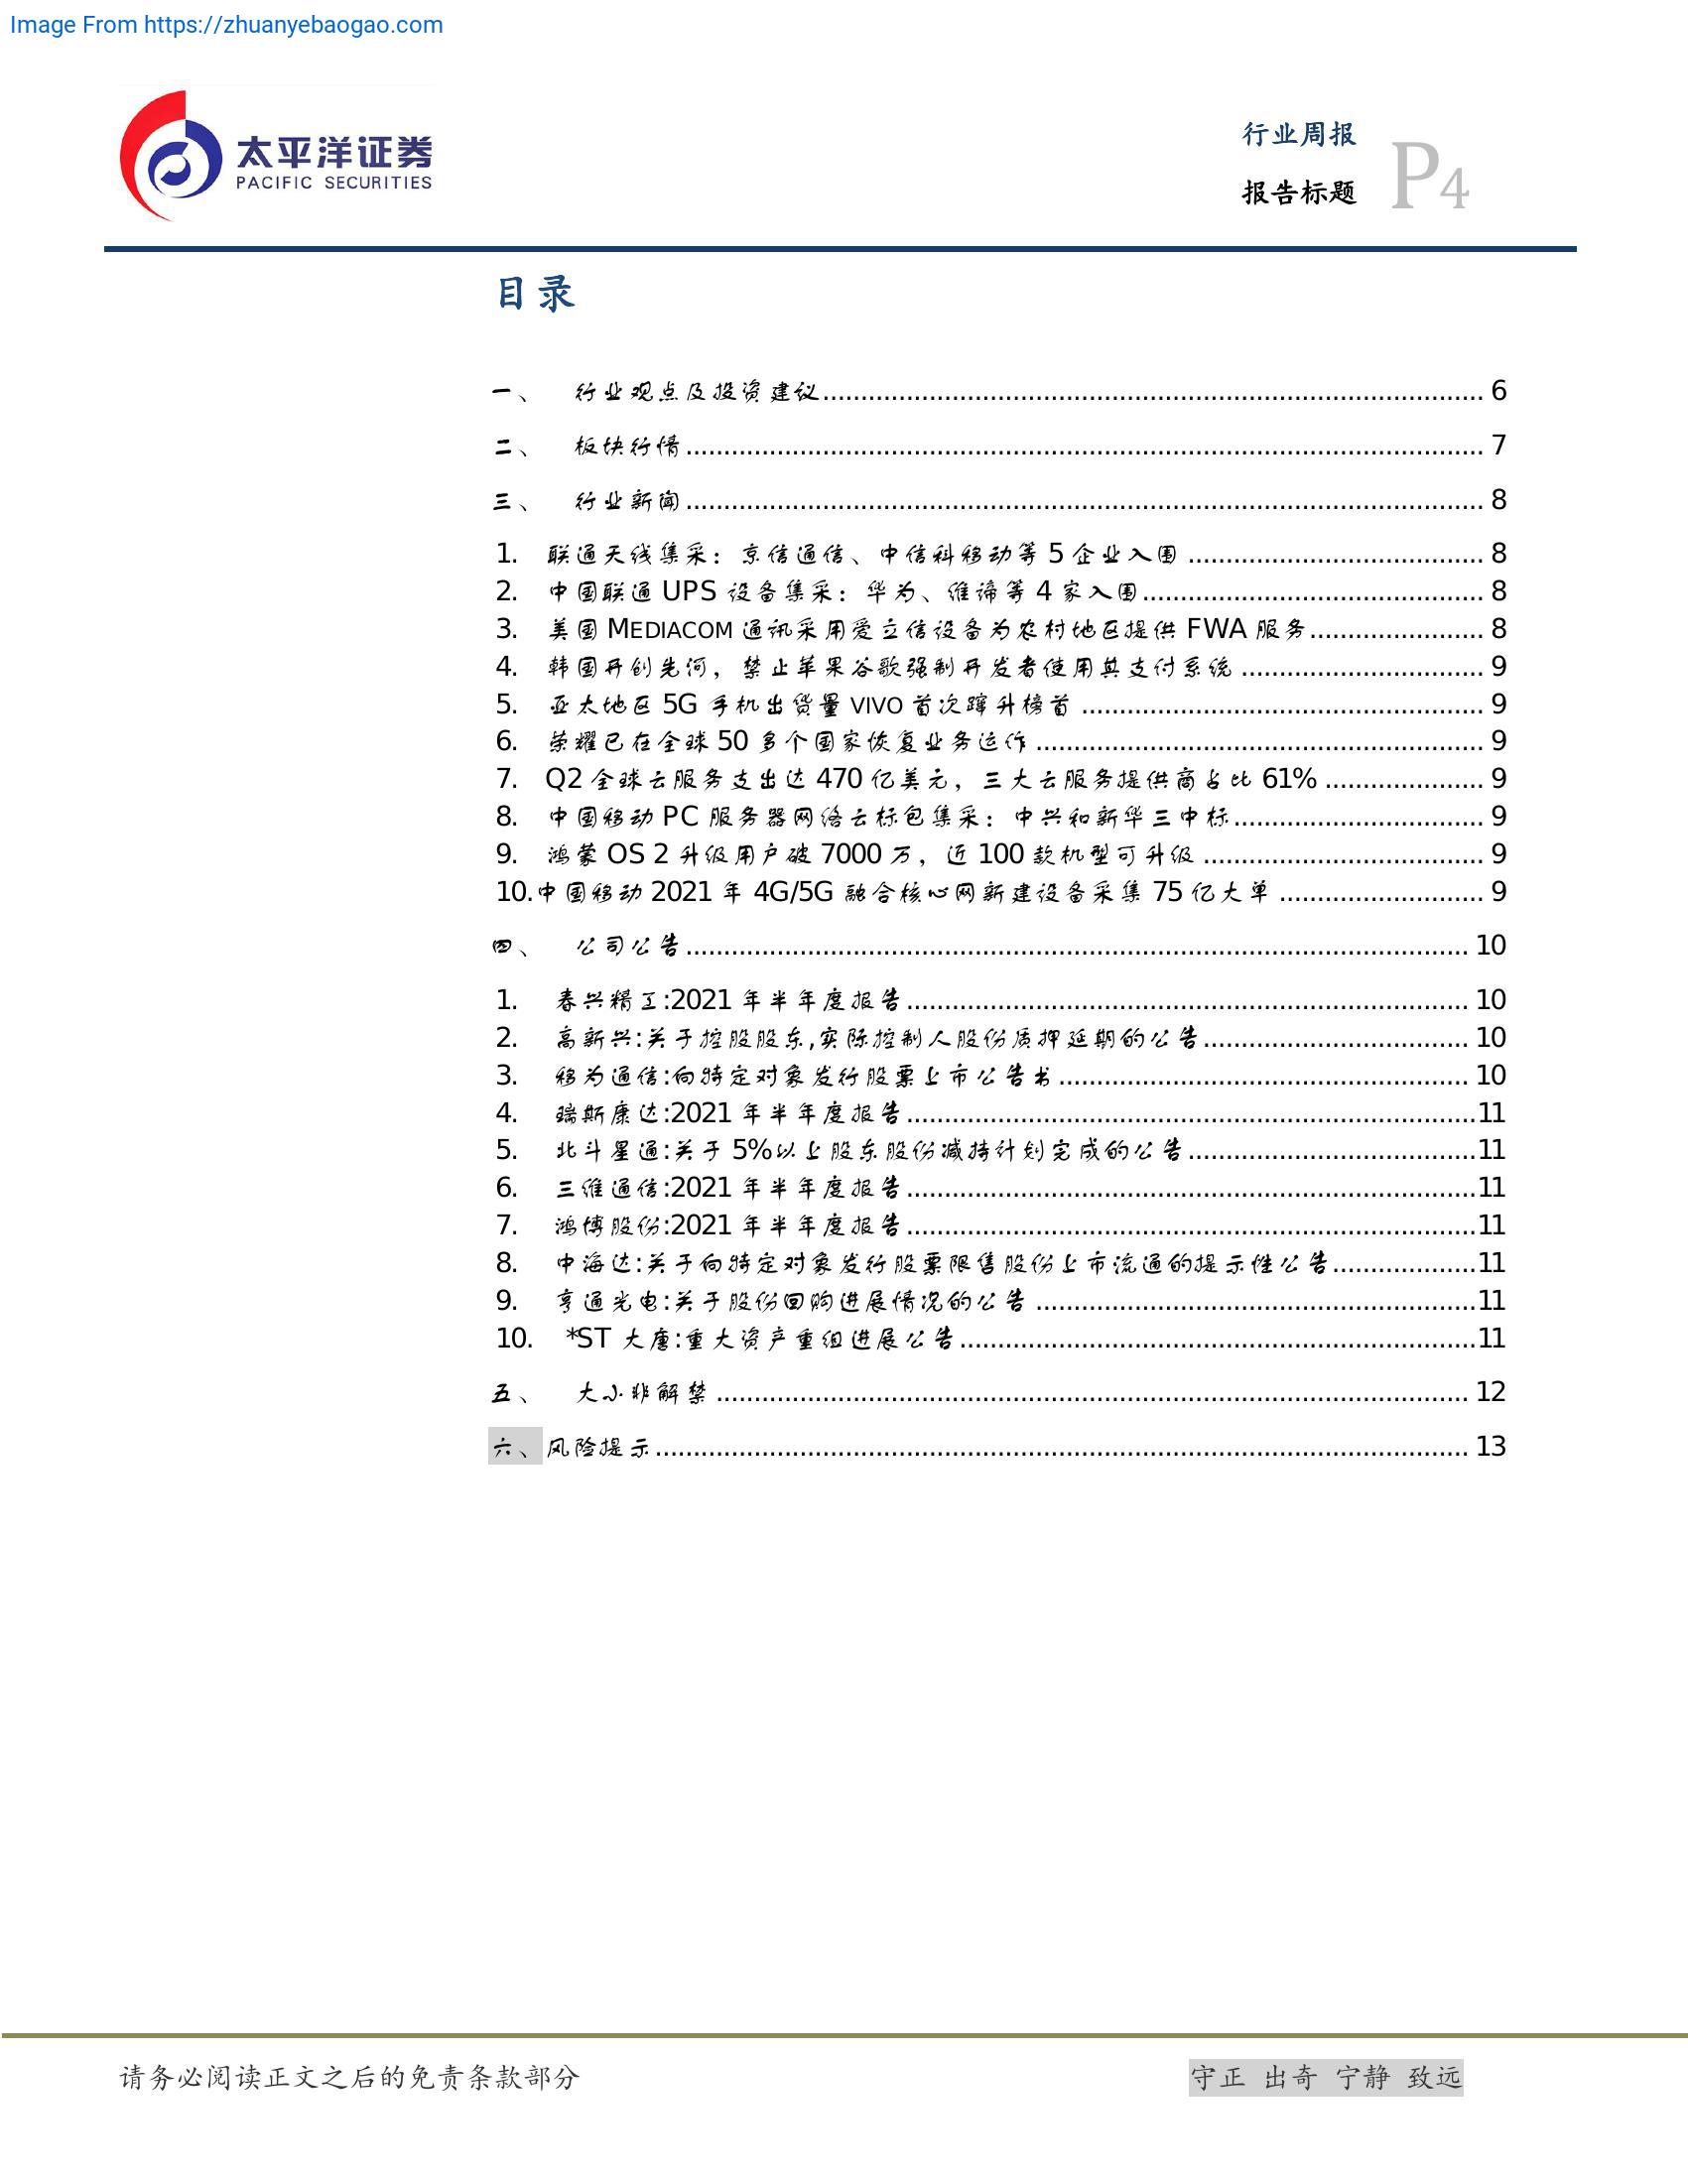 Image From https://zhuanyebaogao.com
太平洋证券
PACIFIC SECURITIES
行业周报
报告标题
P4
目录
一、 行业观点及投资建议 6
二、 板块行情 7
三、 行业新闻 8
1. 联通天线集采：京信通信、中信科移动等 5 企业入围 8
2. 中国联通 UPS 设备集采：华为、维谛等 4 家入围 8
3. 美国 MEDIACOM 通讯采用爱立信设备为农村地区提供 FWA 服务 8
4. 韩国开创先河，禁止苹果谷歌强制开发者使用其支付系统 9
5. 亚太地区 5G 手机出货量 VIVO 首次蹿升榜首 9
6. 荣耀已在全球 50 多个国家恢复业务运作 9
7. Q2 全球云服务支出达 470 亿美元，三大云服务提供商占比 61% 9
8. 中国移动 PC 服务器网络云标包集采：中兴和新华三中标 9
9. 鸿蒙 OS 2 升级用户破 7000 万，近 100 款机型可升级 9
10.中国移动 2021 年 4G/5G 融合核心网新建设备采集 75 亿大单 9
四、 公司公告 10
1. 春兴精工:2021 年半年度报告 10
2. 高新兴:关于控股股东,实际控制人股份质押延期的公告 10
3. 移为通信:向特定对象发行股票上市公告书 10
4. 瑞斯康达:2021 年半年度报告 11
5. 北斗星通:关于 5%以上股东股份减持计划完成的公告 11
6. 三维通信:2021 年半年度报告 11
7. 鸿博股份:2021 年半年度报告 11
8. 中海达:关于向特定对象发行股票限售股份上市流通的提示性公告 11
9. 亨通光电:关于股份回购进展情况的公告 11
10. *ST 大唐:重大资产重组进展公告 11
五、 大小非解禁 12
六、风险提示 13
请务必阅读正文之后的免责条款部分
守正 出奇 宁静 致远